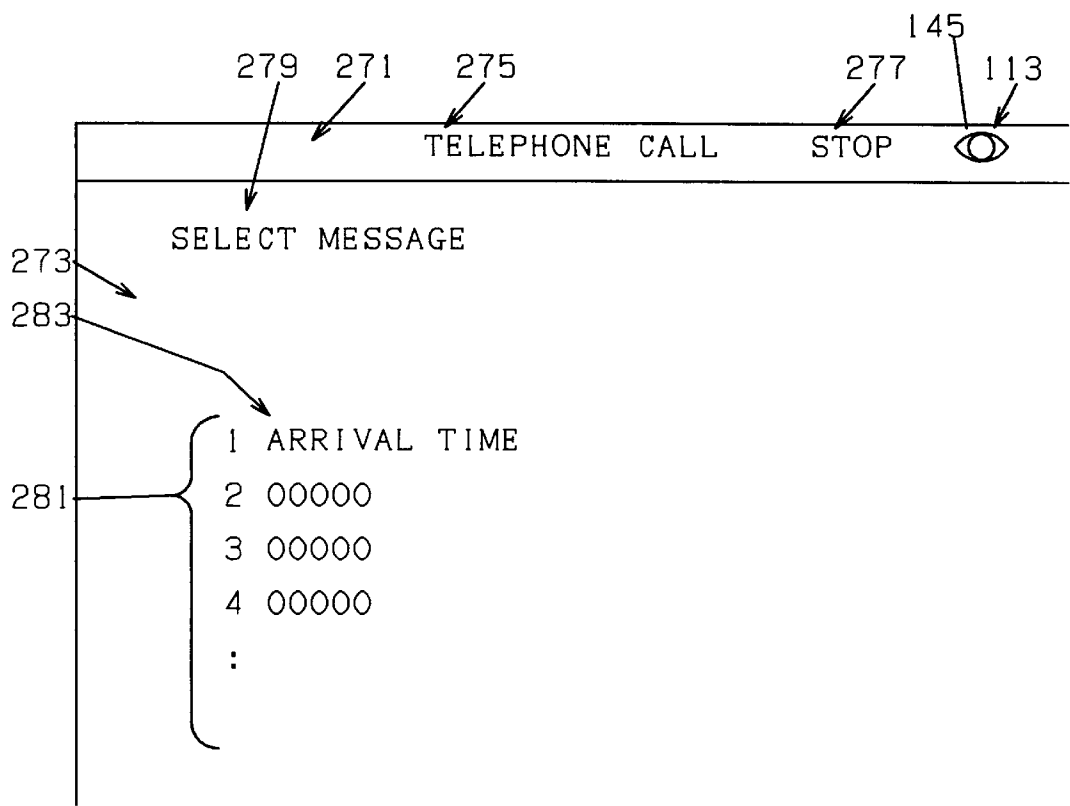 145
279 271 275 277 113
TELEPHONE CALL STOP
SELECT MESSAGE
273
283
1 ARRIVAL TIME
281
2 00000
3 00000
4 00000
: